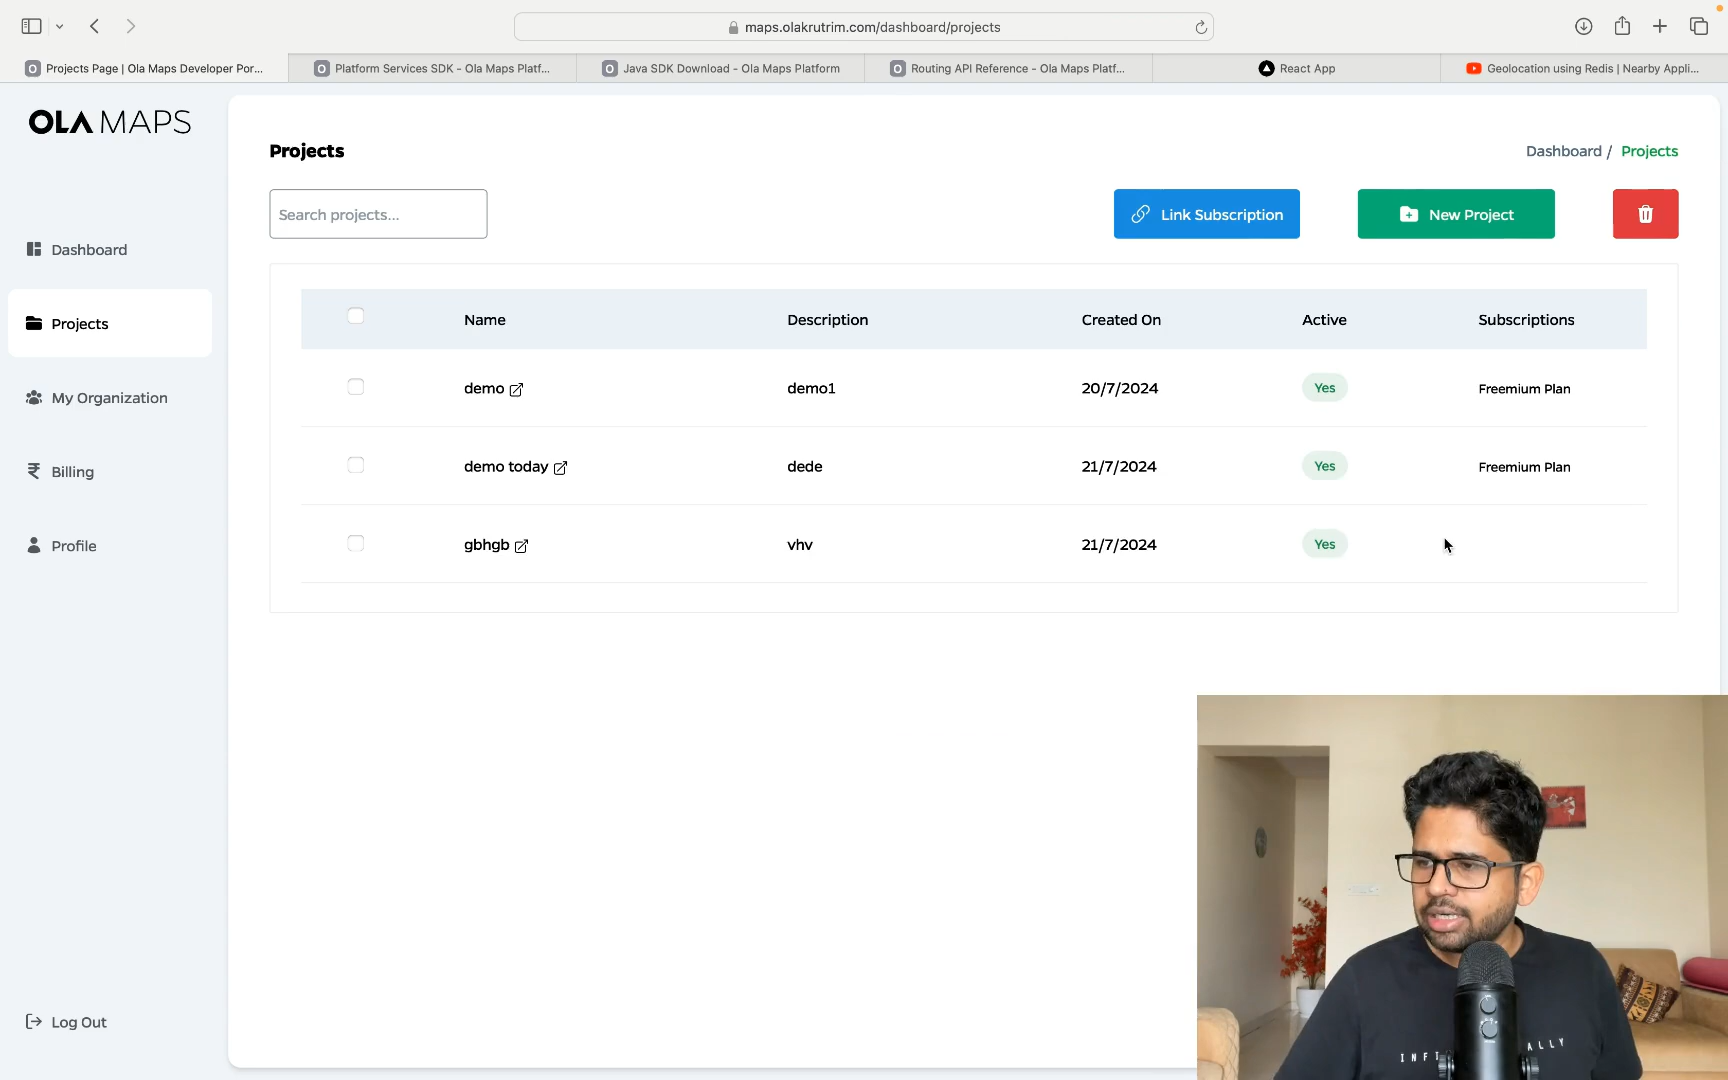 maps.olakrutrim.com/dashboard/projects
Projects Page | Ola Maps Developer Por...
Platform Services SDK - Ola Maps Platf...
Java SDK Download - Ola Maps Platform
Routing API Reference - Ola Maps Platf...
React App
Geolocation using Redis | Nearby Appli...
OLA MAPS
Dashboard
Projects
My Organization
Billing
Profile
Log Out
Projects
Dashboard / Projects
Search projects...
Link Subscription
New Project
Name Description Created On Active Subscriptions
demo demo1 20/7/2024 Yes Freemium Plan
demo today dede 21/7/2024 Yes Freemium Plan
gbhgb vhv 21/7/2024 Yes